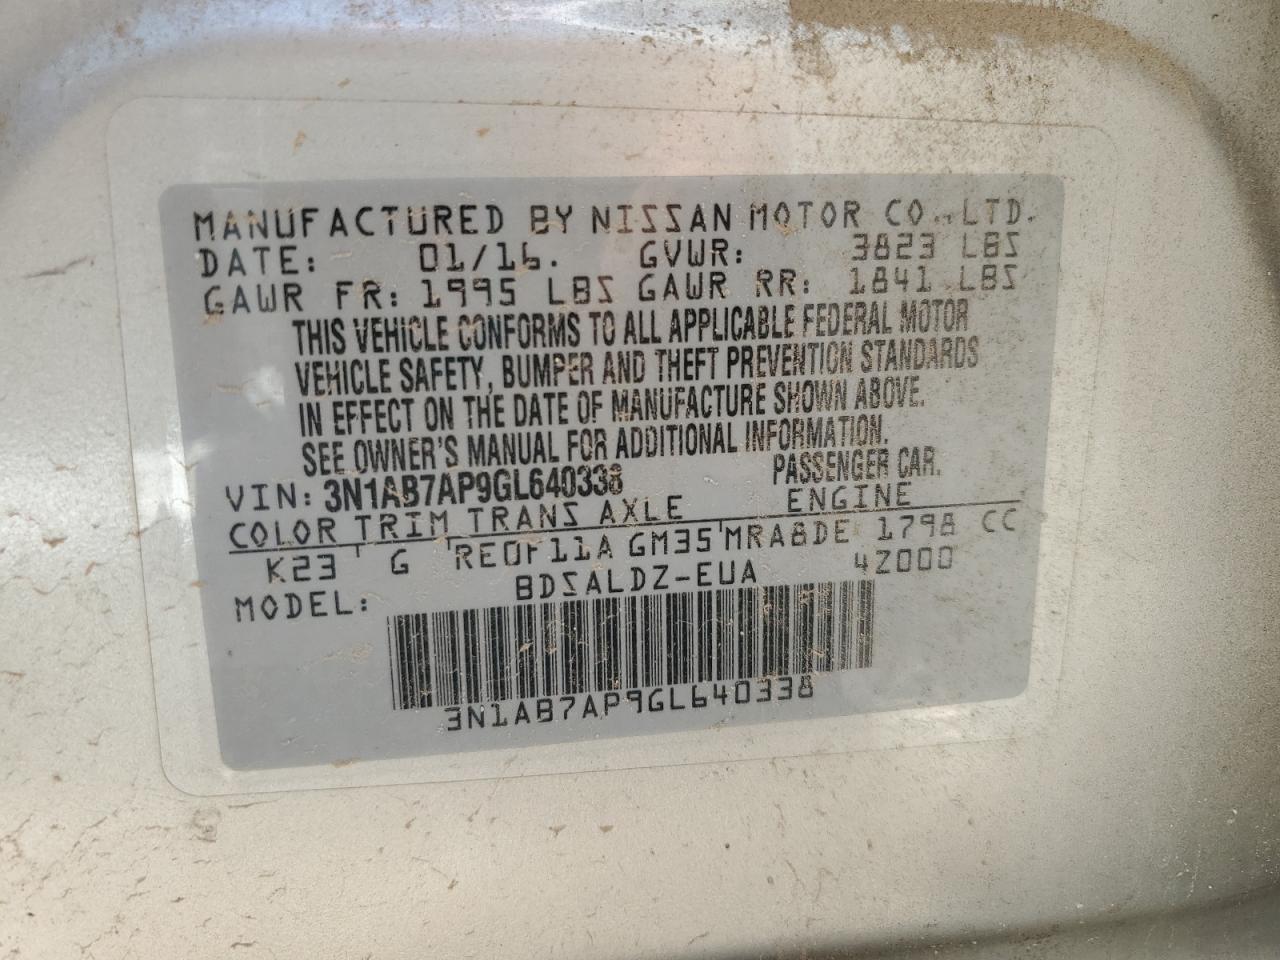 MANUFACTURED BY NISSAN MOTOR CO.,LTD.
DATE: 01/16. GVWR: 3823 LBS
GAWR FR: 1995 LBS GAWR RR: 1841 LBS
THIS VEHICLE CONFORMS TO ALL APPLICABLE FEDERAL MOTOR
VEHICLE SAFETY, BUMPER AND THEFT PREVENTION STANDARDS
IN EFFECT ON THE DATE OF MANUFACTURE SHOWN ABOVE.
SEE OWNER'S MANUAL FOR ADDITIONAL INFORMATION.
VIN: 3N1AB7AP9GL640338 PASSENGER CAR.
COLOR TRIM TRANS AXLE ENGINE
K23 G RE0F11A GM35 MRA8DE 1798 CC
MODEL: BDSALDZ-EUA 4Z000
3N1AB7AP9GL640338